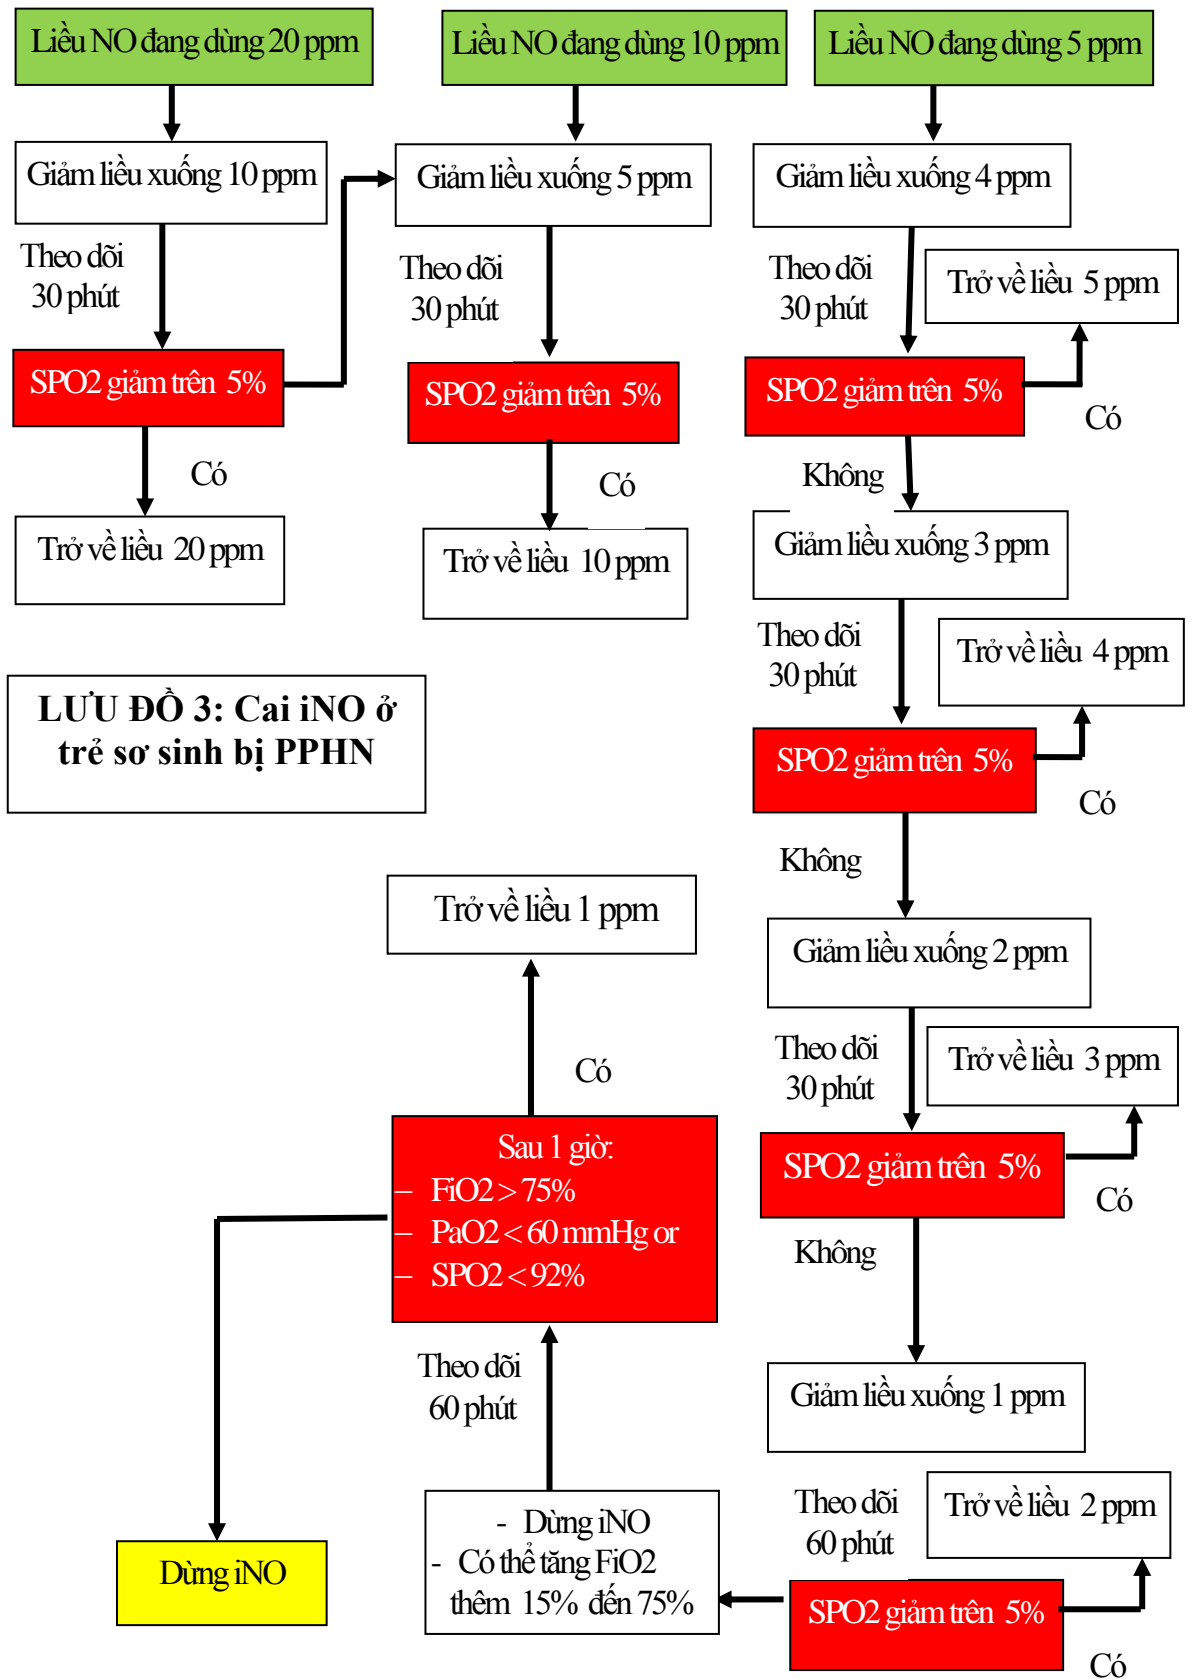 Liều NO đang dùng 20 ppm
Liều NO đang dùng 10 ppm
Liều NO đang dùng 5 ppm
Giảm liều xuống 10 ppm
Giảm liều xuống 5 ppm
Giảm liều xuống 4 ppm
Theo dõi
30 phút
Theo dõi
30 phút
Theo dõi
30 phút
Trở về liều 5 ppm
SPO2 giảm trên 5%
SPO2 giảm trên 5%
SPO2 giảm trên 5%
Có
Có
Có
Không
Trở về liều 20 ppm
Trở về liều 10 ppm
Giảm liều xuống 3 ppm
Theo dõi
30 phút
Trở về liều 4 ppm
LƯU ĐỒ 3: Cai iNO ở
trẻ sơ sinh bị PPHN
SPO2 giảm trên 5%
Có
Không
Trở về liều 1 ppm
Giảm liều xuống 2 ppm
Theo dõi
30 phút
Trở về liều 3 ppm
Có
Sau 1 giờ:
– FiO2 > 75%
– PaO2 < 60 mmHg or
– SPO2 < 92%
SPO2 giảm trên 5%
Có
Không
Theo dõi
60 phút
Giảm liều xuống 1 ppm
Theo dõi
60 phút
Trở về liều 2 ppm
- Dừng iNO
- Có thể tăng FiO2
thêm 15% đến 75%
Dừng iNO
SPO2 giảm trên 5%
Có